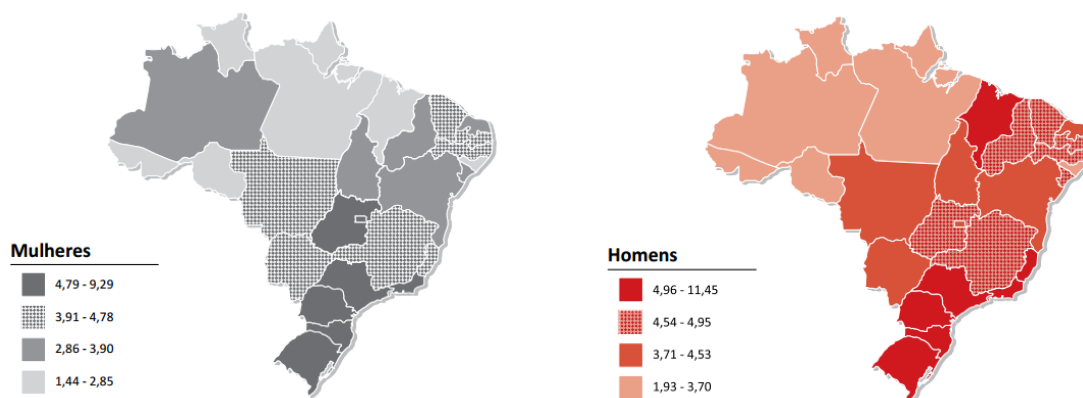 Mulheres
4,79 - 9,29
3,91 - 4,78
2,86 - 3,90
1,44 - 2,85
Homens
4,96 - 11,45
4,54 - 4,95
3,71 - 4,53
1,93 - 3,70